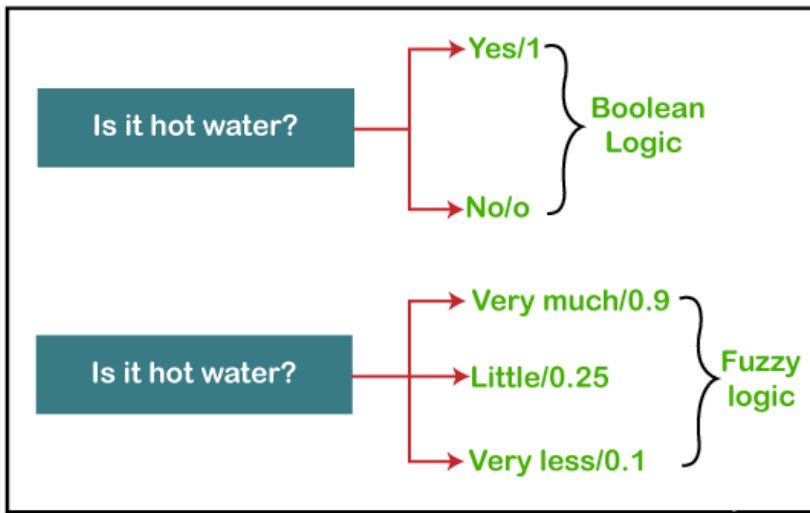 Is it hot water?
Yes/1
No/o
Boolean
Logic
Is it hot water?
Very much/0.9
Little/0.25
Very less/0.1
Fuzzy
logic